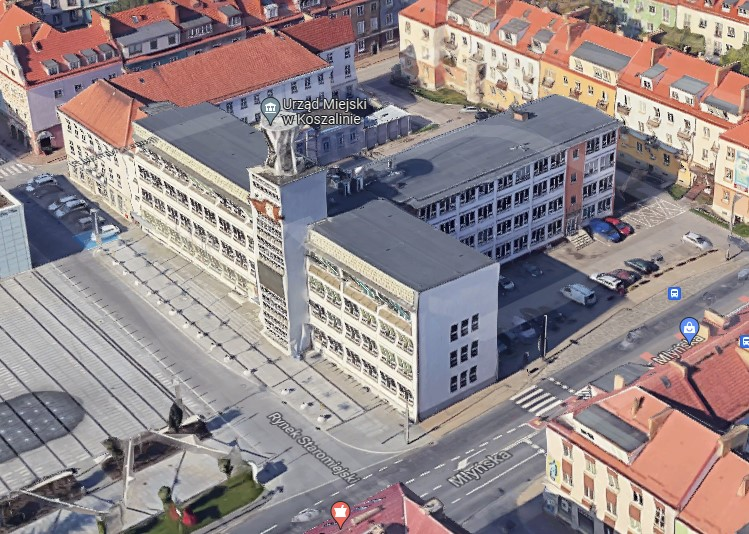 Urząd Miejski
w Koszalinie
Młyńska
Rynek Staromiejski
Młyńska